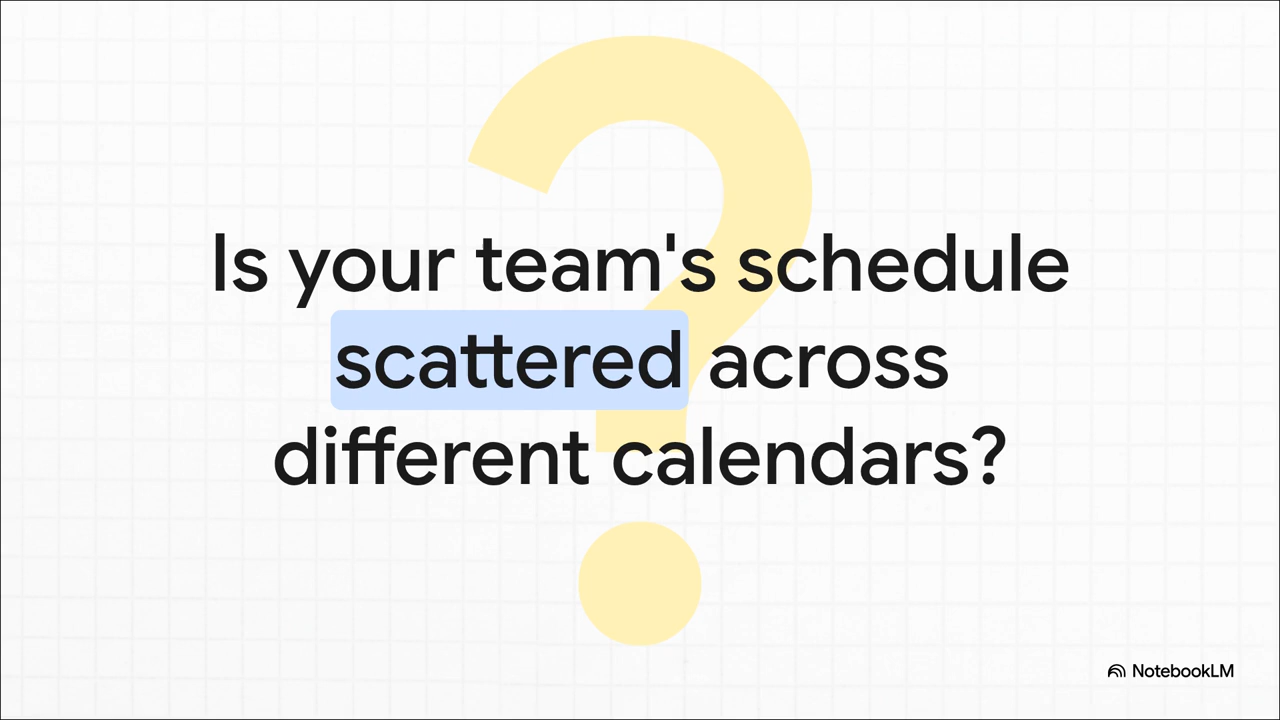 Is your team's schedule
scattered across
different calendars?
NotebookLM